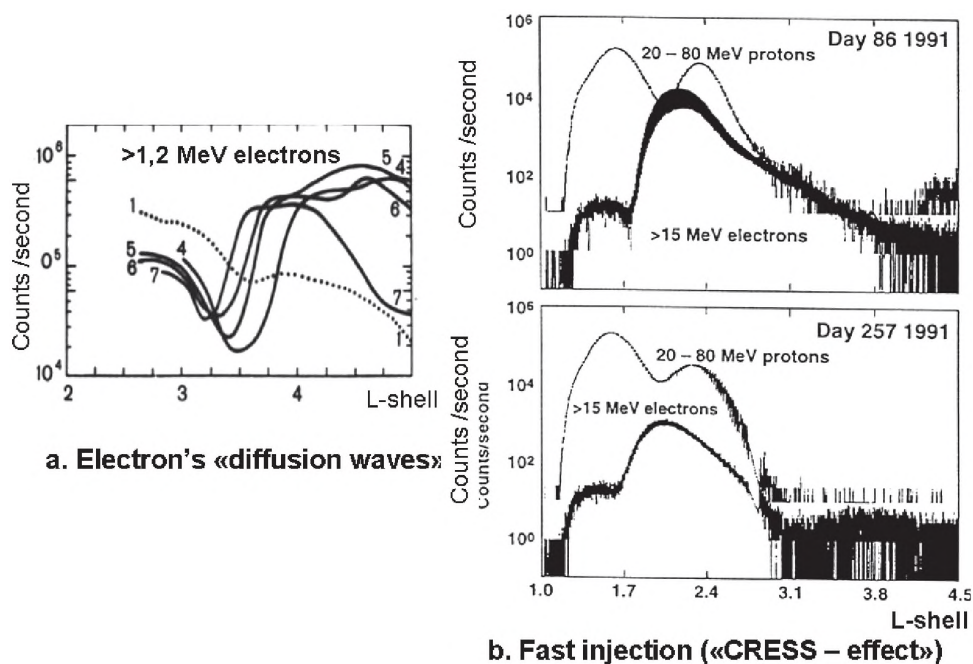 >1,2 MeV electrons
Counts /second
10⁶
0⁵
10⁴
1
5
6
7
4
5
4
6
7
1
2
3
4
L-shell
a. Electron's «diffusion waves»
Day 86 1991
20 – 80 MeV protons
>15 MeV electrons
Counts /second
10⁶
10⁴
10²
10⁰
Day 257 1991
20 – 80 MeV protons
>15 MeV electrons
Counts /second
Counts/second
10⁶
10⁴
10²
10⁰
1.0
1.7
2.4
3.1
3.8
4.5
L-shell
b. Fast injection («CRESS – effect»)